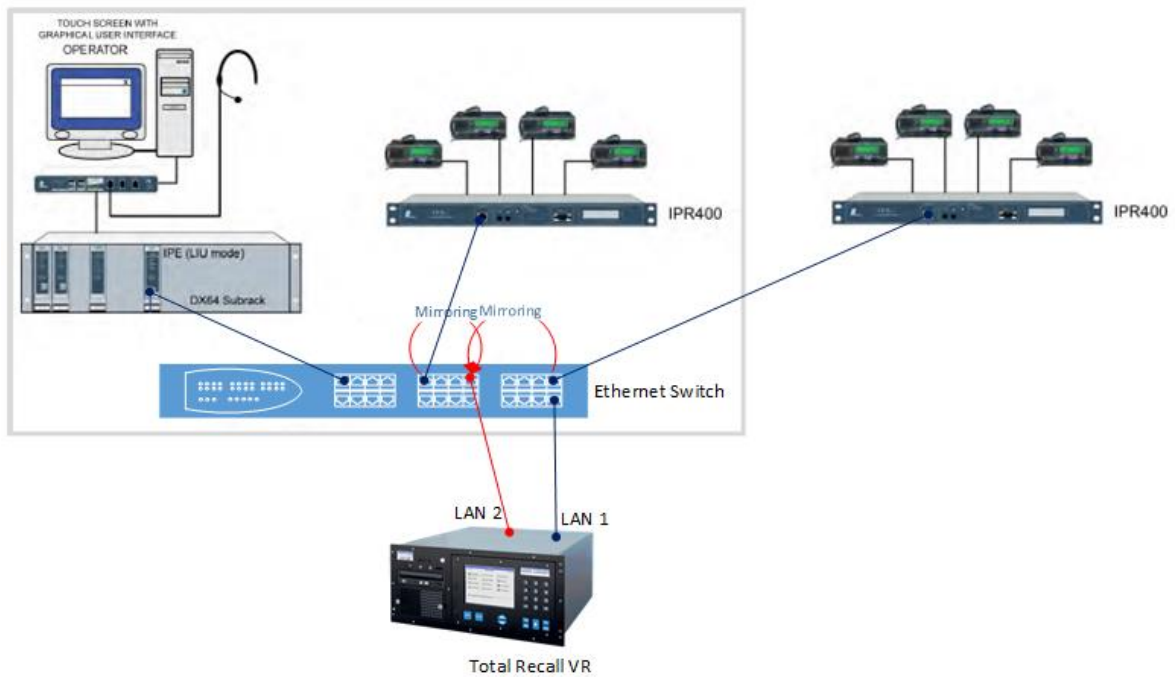 TOUCH SCREEN WITH
GRAPHICAL USER INTERFACE
OPERATOR
IPR400
IPR400
IPE (LIU mode)
DX64 Subrack
Mirroring
Mirroring
Ethernet Switch
LAN 2
LAN 1
Total Recall VR